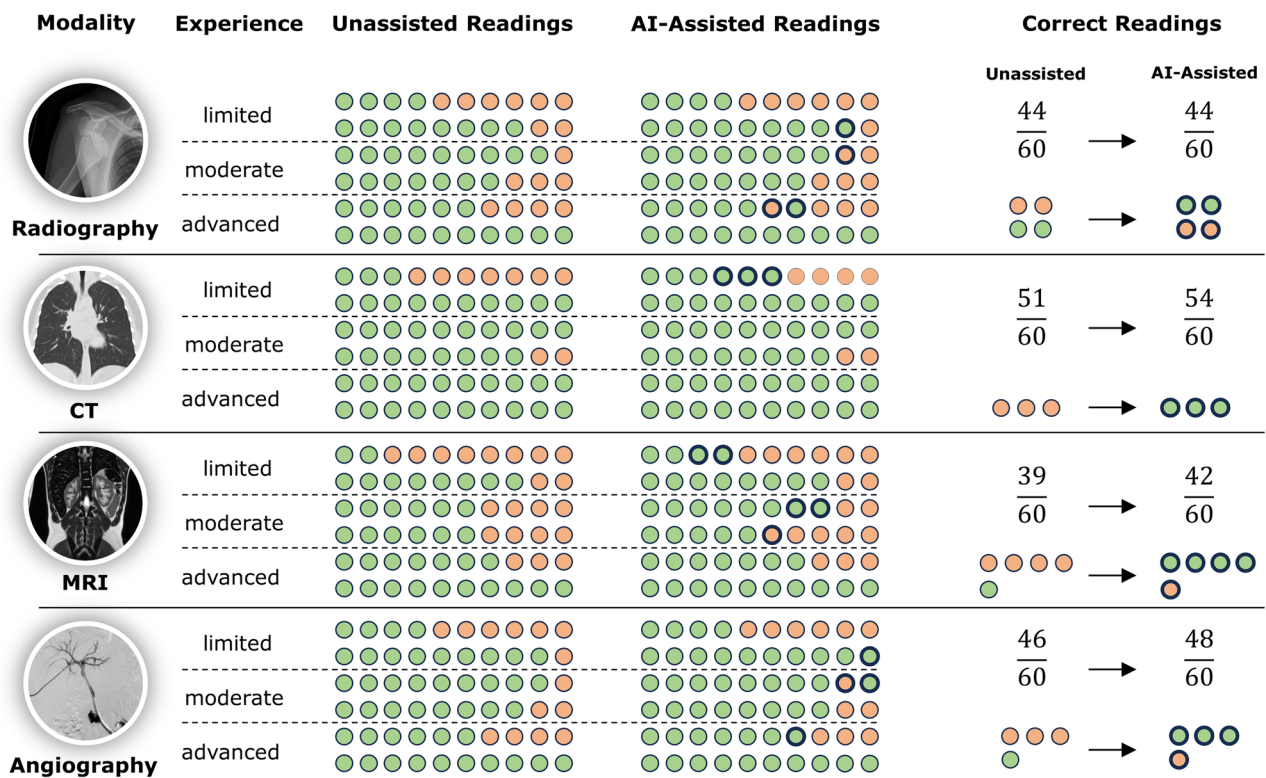 Modality Experience Unassisted Readings AI-Assisted Readings Correct Readings
Unassisted AI-Assisted
limited
44/60 44/60
moderate
advanced
Radiography
limited
51/60 54/60
moderate
advanced
CT
limited
39/60 42/60
moderate
advanced
MRI
limited
46/60 48/60
moderate
advanced
Angiography